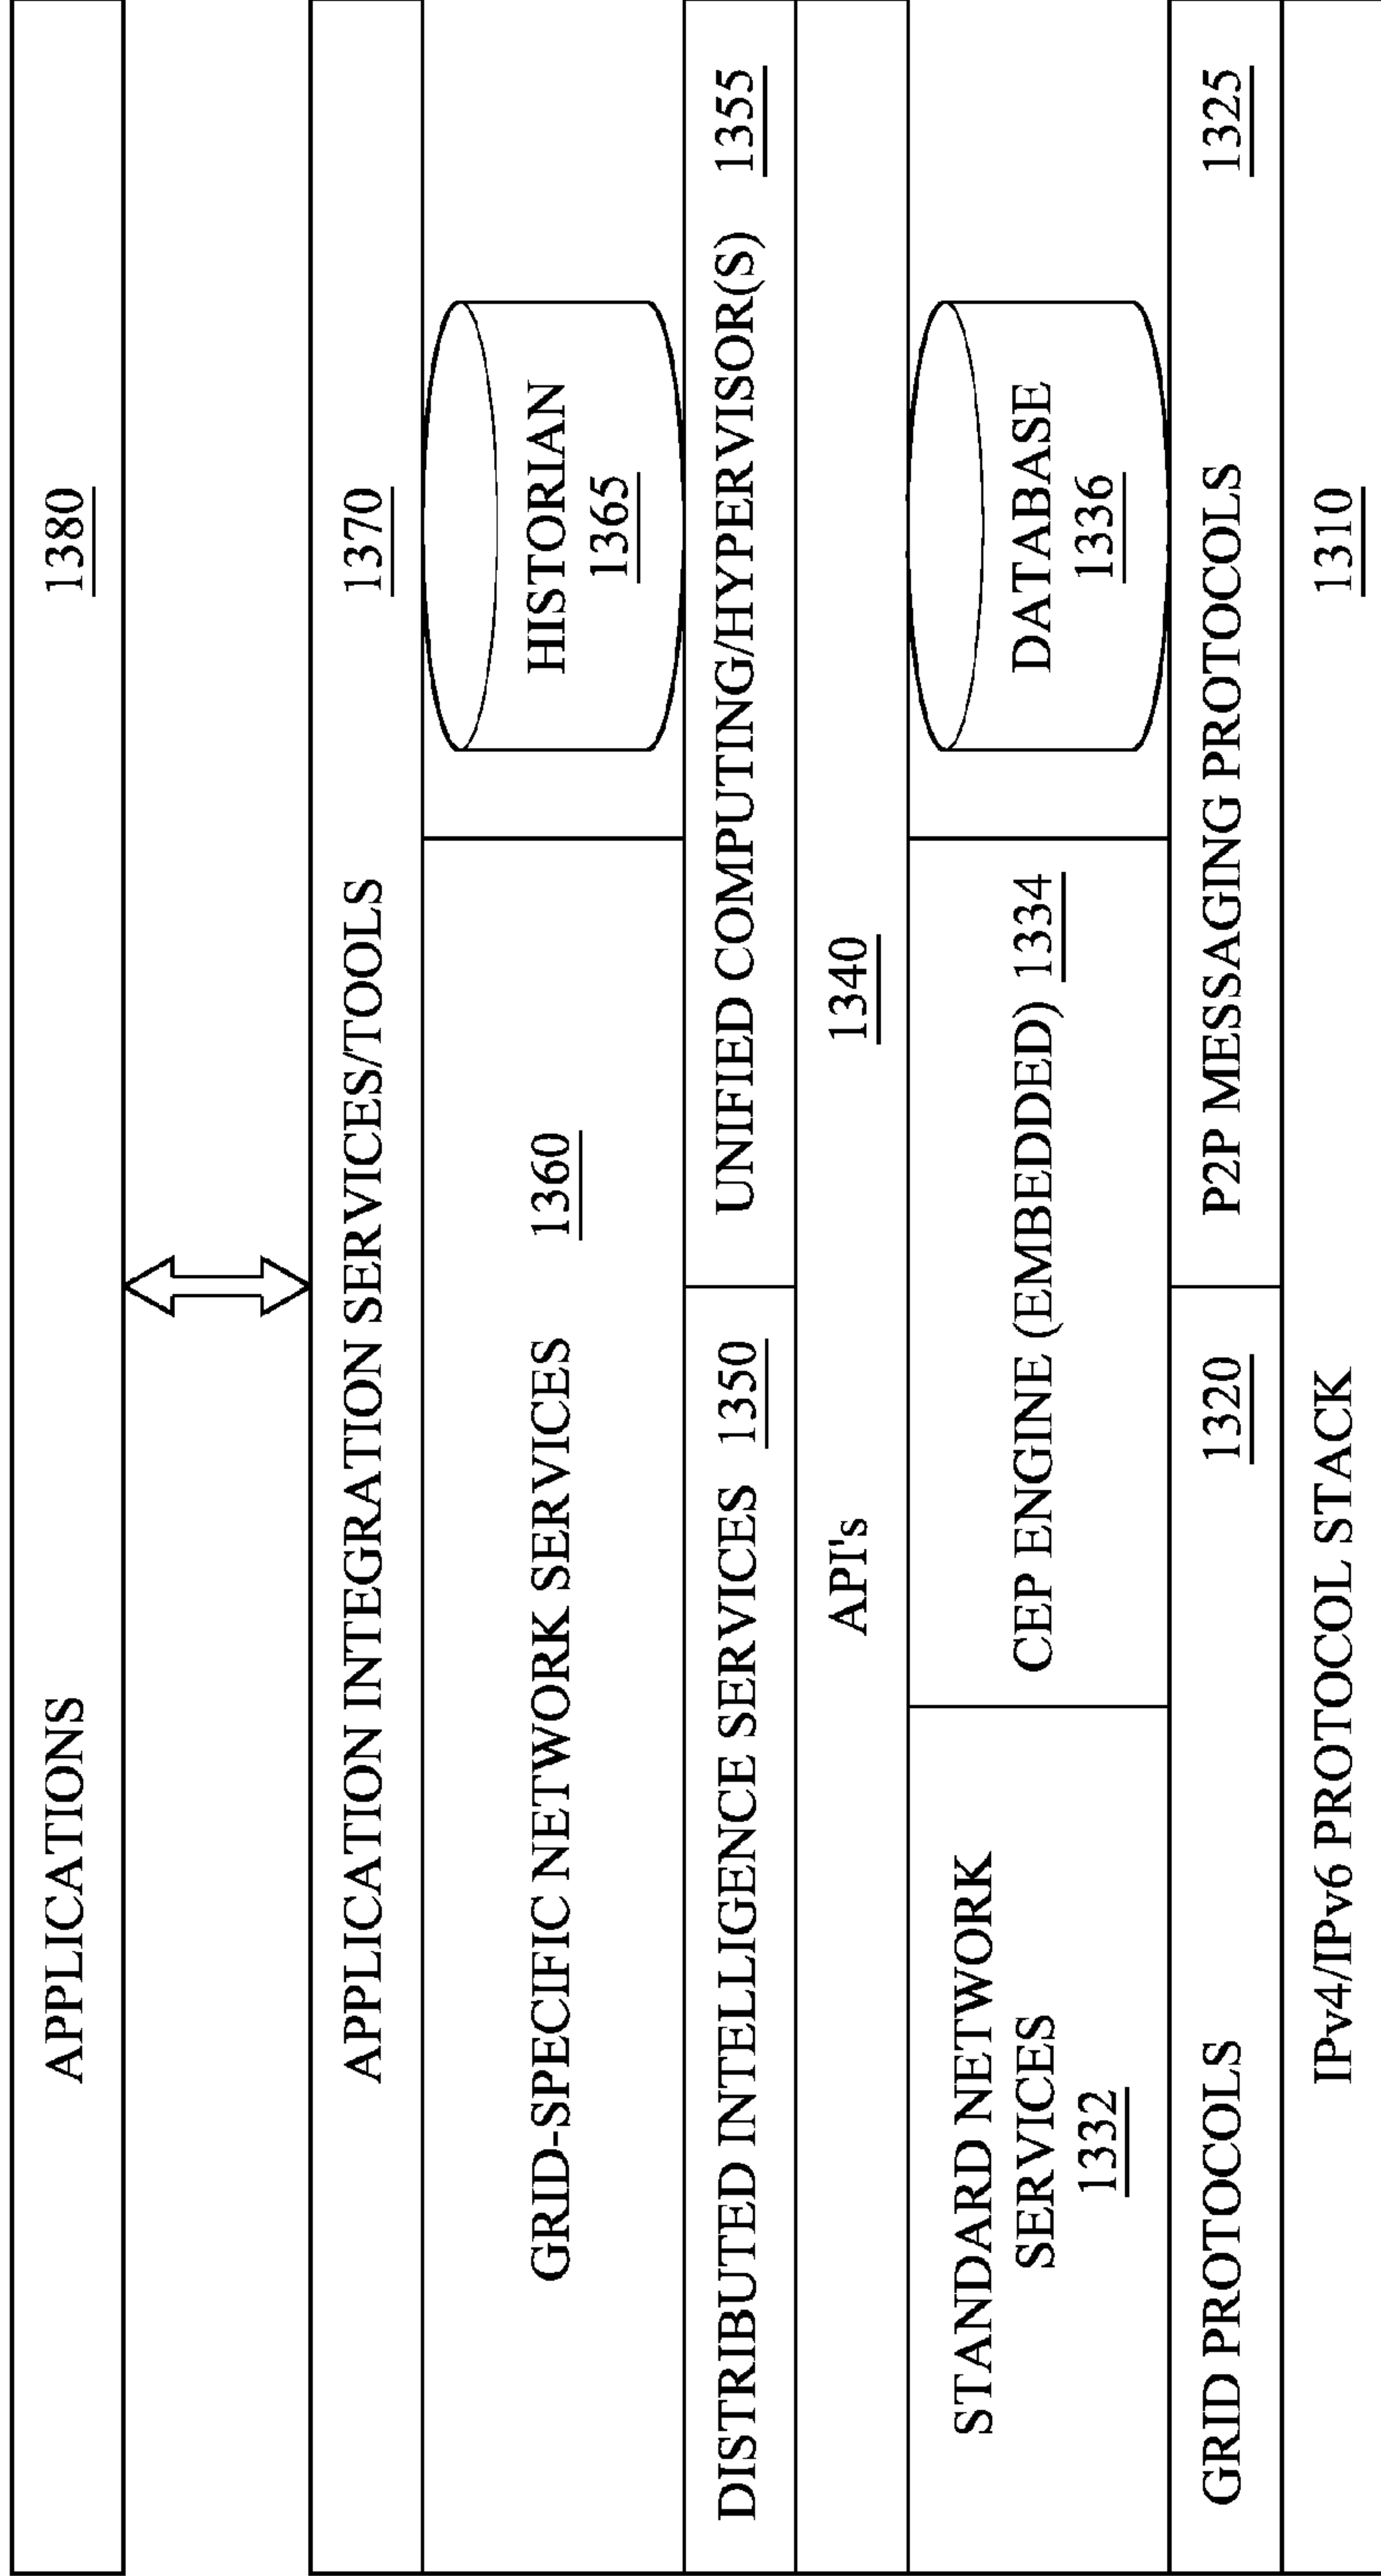 APPLICATIONS 1380
APPLICATION INTEGRATION SERVICES/TOOLS 1370
GRID-SPECIFIC NETWORK SERVICES 1360
HISTORIAN
1365
DISTRIBUTED INTELLIGENCE SERVICES 1350
UNIFIED COMPUTING/HYPERVISOR(S) 1355
API's 1340
STANDARD NETWORK
SERVICES
1332
CEP ENGINE (EMBEDDED) 1334
DATABASE
1336
GRID PROTOCOLS 1320
P2P MESSAGING PROTOCOLS 1325
IPv4/IPv6 PROTOCOL STACK 1310